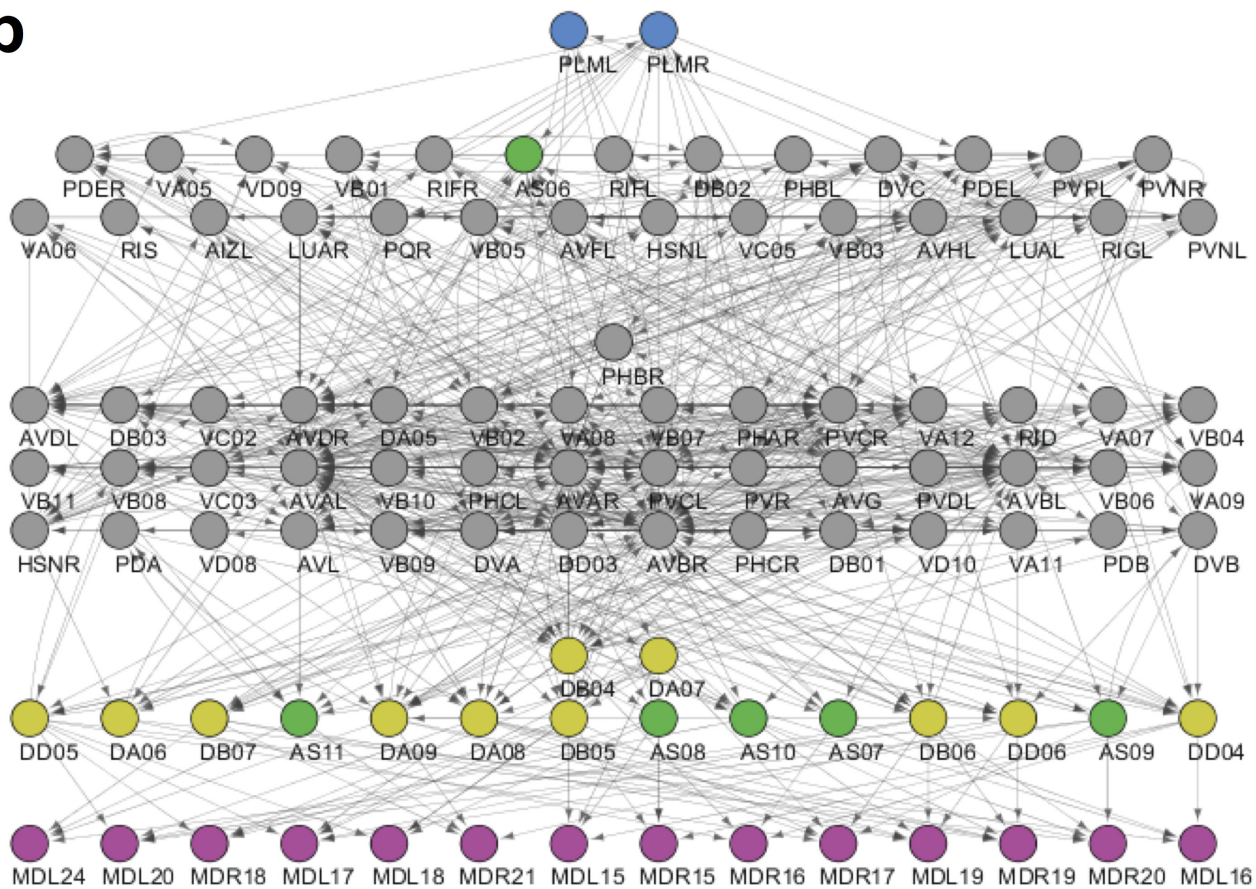 b
PLML PLMR
PDER VA05 VD09 VB01 RIFR AS06 RIFL DB02 PHBL DVC PDEL PVPL PVNR
VA06 RIS AIZL LUAR PQR VB05 AVFL HSNL VC05 VB03 AVHL LUAL RIGL PVNL
PHBR
AVDL DB03 VC02 AVDR DA05 VB02 VA08 VB07 PHAR PVCR VA12 RID VA07 VB04
VB11 VB08 VC03 AVAL VB10 PHCL AVAR PVCL PVR AVG PVDL AVBL VB06 VA09
HSNR PDA VD08 AVL VB09 DVA DD03 AVBR PHCR DB01 VD10 VA11 PDB DVB
DB04 DA07
DD05 DA06 DB07 AS11 DA09 DA08 DB05 AS08 AS10 AS07 DB06 DD06 AS09 DD04
MDL24 MDL20 MDR18 MDL17 MDL18 MDR21 MDL15 MDR15 MDR16 MDR17 MDL19 MDR19 MDR20 MDL16